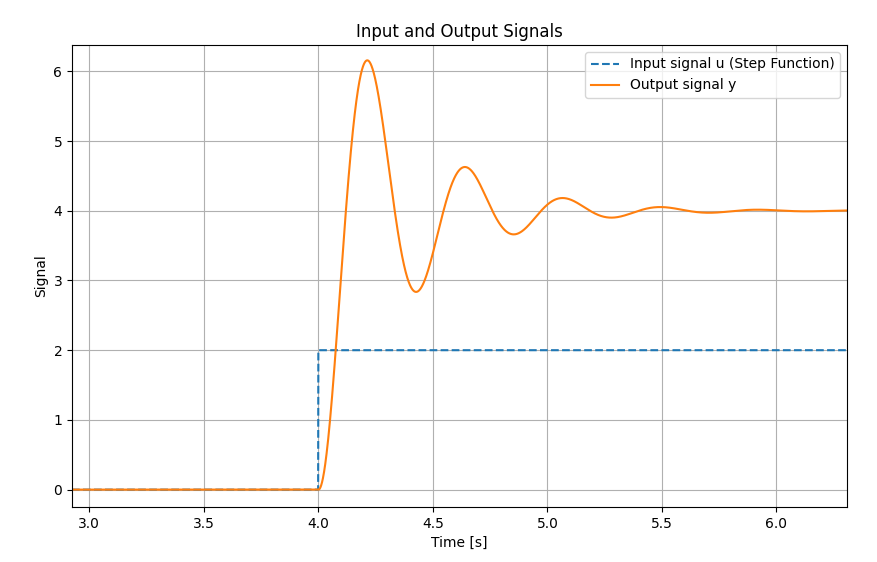 Input and Output Signals
Input signal u (Step Function)
Output signal y
Signal
6
5
4
3
2
1
0
3.0 3.5 4.0 4.5 5.0 5.5 6.0
Time [s]